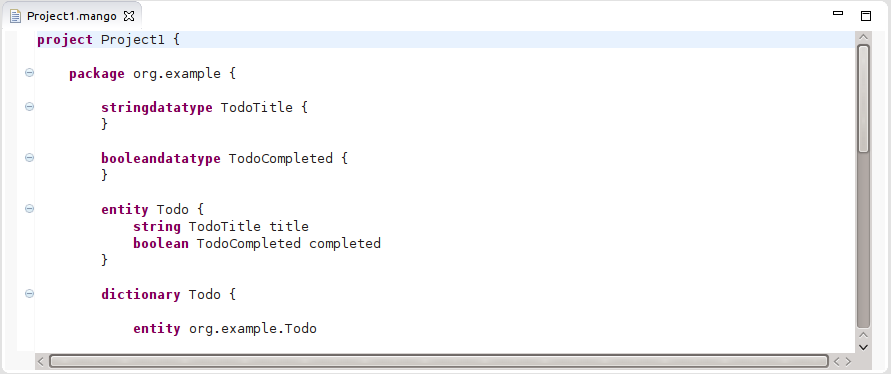 Project1.mango
project Project1 {
package org.example {
stringdatatype TodoTitle {
}
booleandatatype TodoCompleted {
}
entity Todo {
string TodoTitle title
boolean TodoCompleted completed
}
dictionary Todo {
entity org.example.Todo